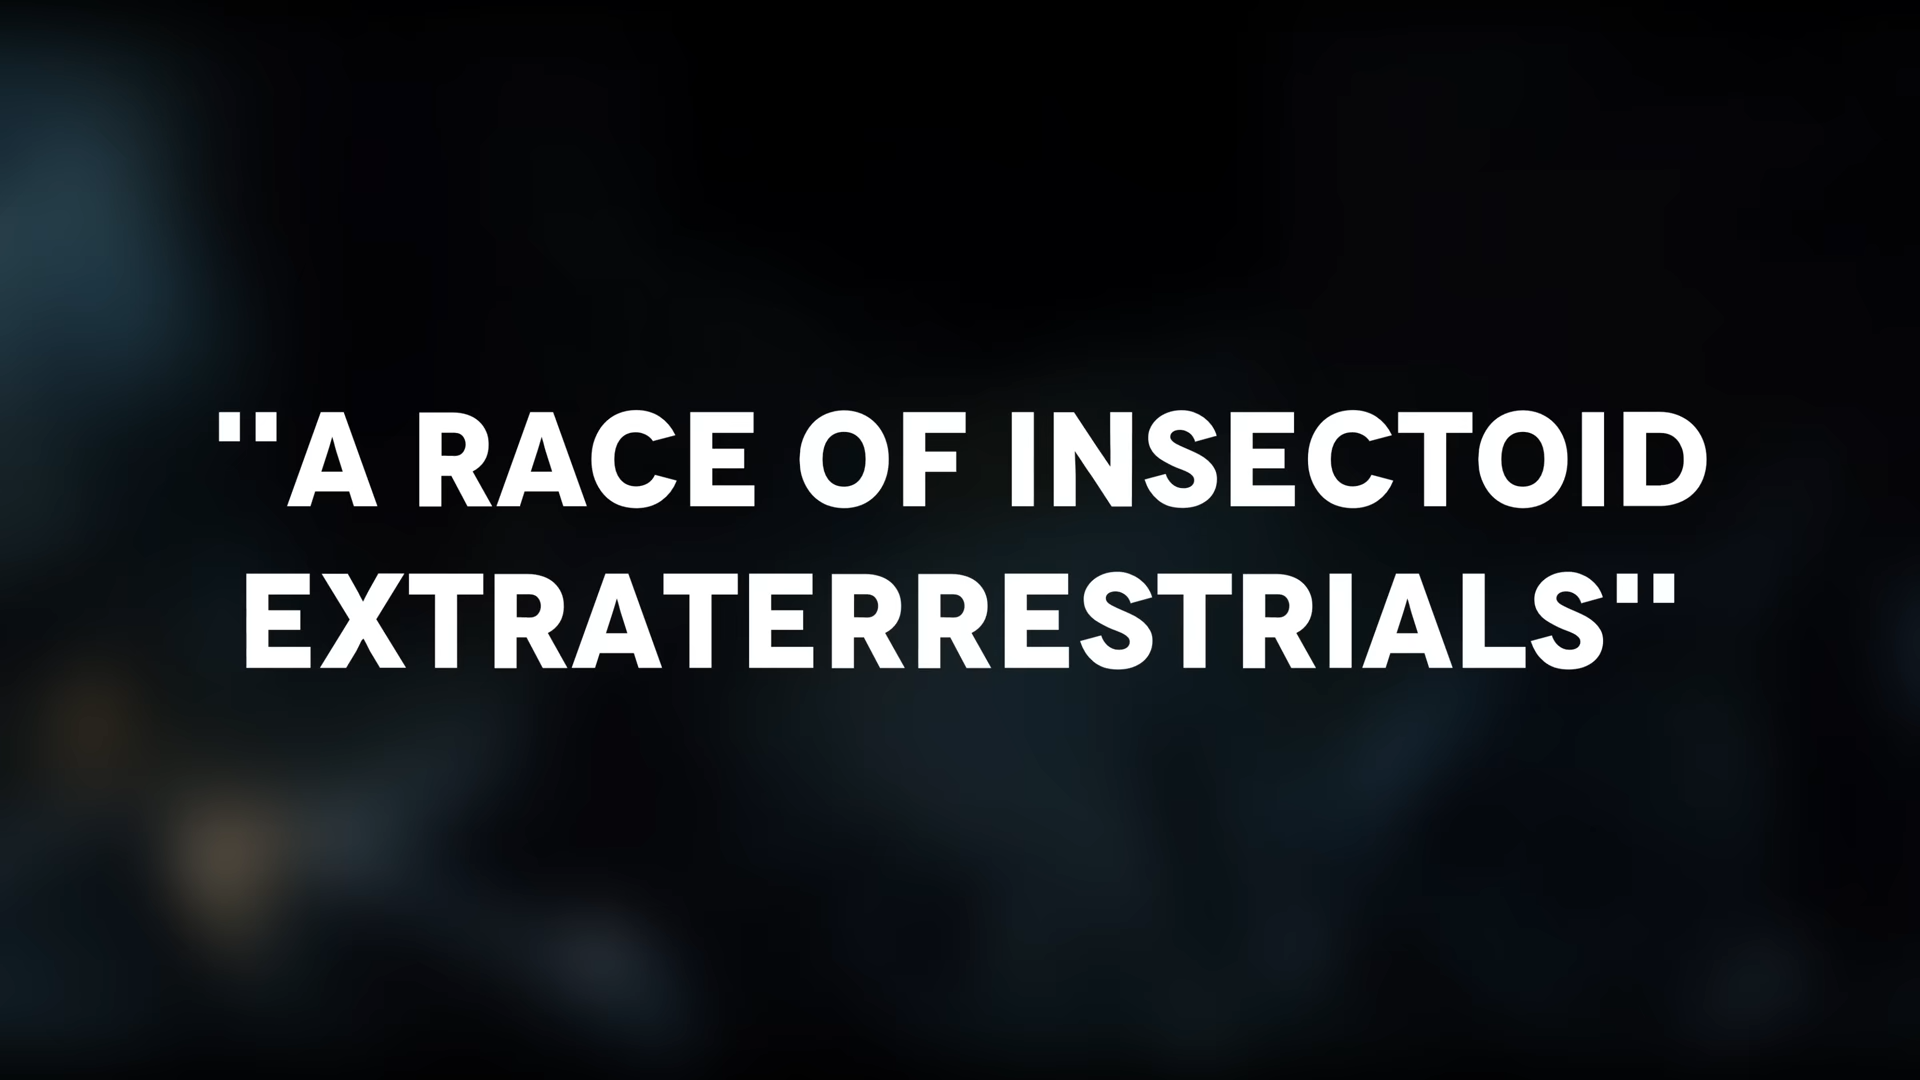 "A RACE OF INSECTOID
EXTRATERRESTRIALS"